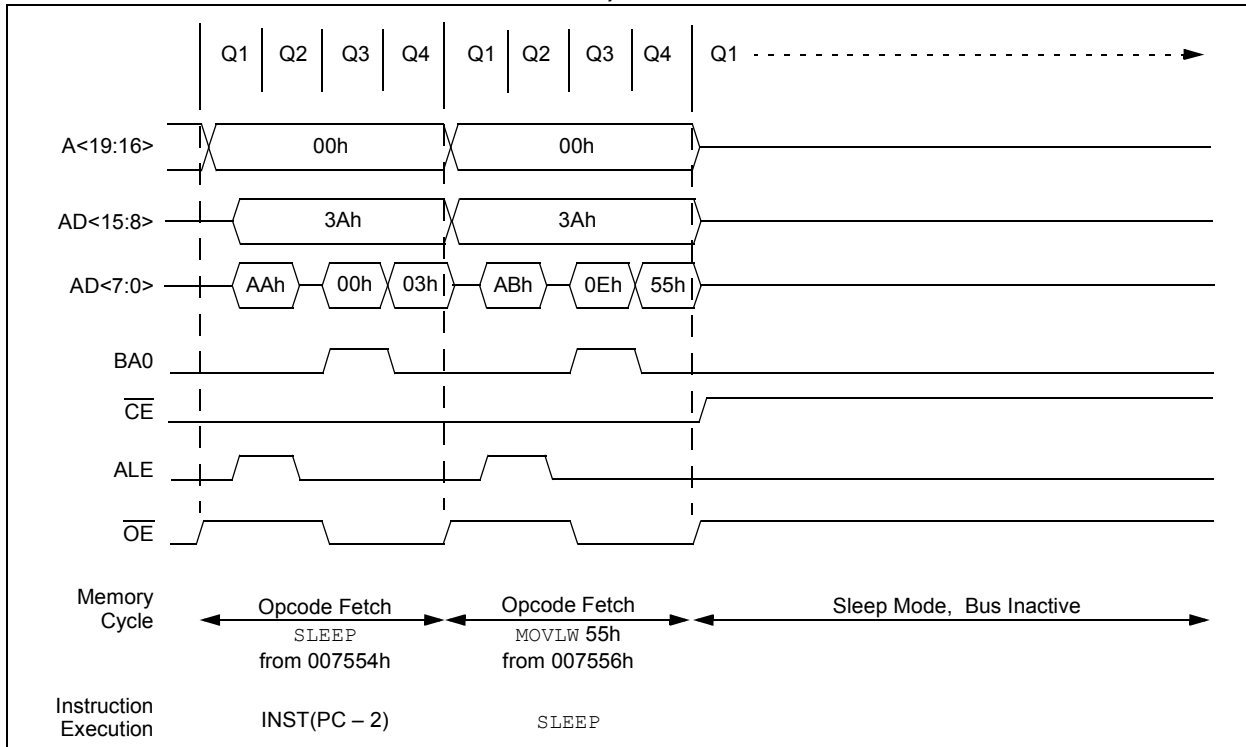 Q1 Q2 Q3 Q4 Q1 Q2 Q3 Q4 Q1
A<19:16> 00h 00h
AD<15:8> 3Ah 3Ah
AD<7:0> AAh 00h 03h ABh 0Eh 55h
BA0
CE
ALE
OE
Memory Cycle
Opcode Fetch
SLEEP
from 007554h
Opcode Fetch
MOVLW 55h
from 007556h
Sleep Mode, Bus Inactive
Instruction Execution
INST(PC – 2)
SLEEP